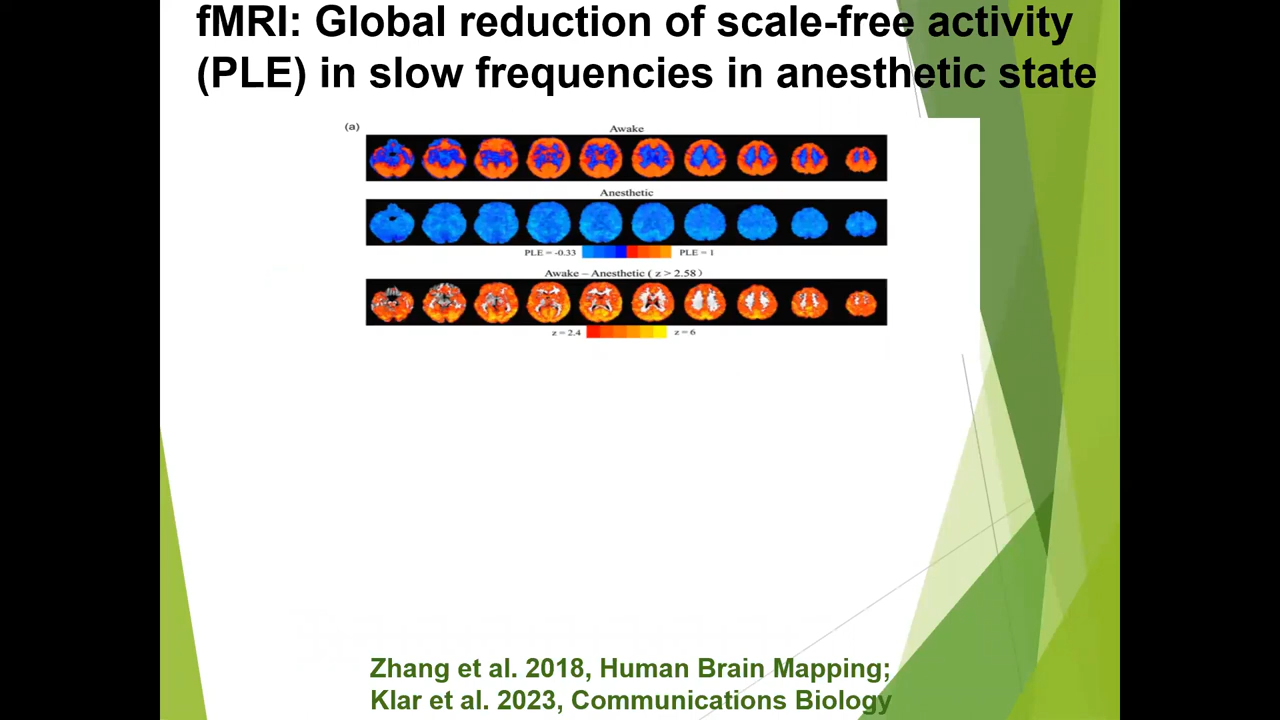 fMRI: Global reduction of scale-free activity
(PLE) in slow frequencies in anesthetic state
(a)
Awake
Anesthetic
PLE = -0.33 PLE = 1
Awake – Anesthetic ( z > 2.58)
z = 2.4 z = 6
Zhang et al. 2018, Human Brain Mapping;
Klar et al. 2023, Communications Biology